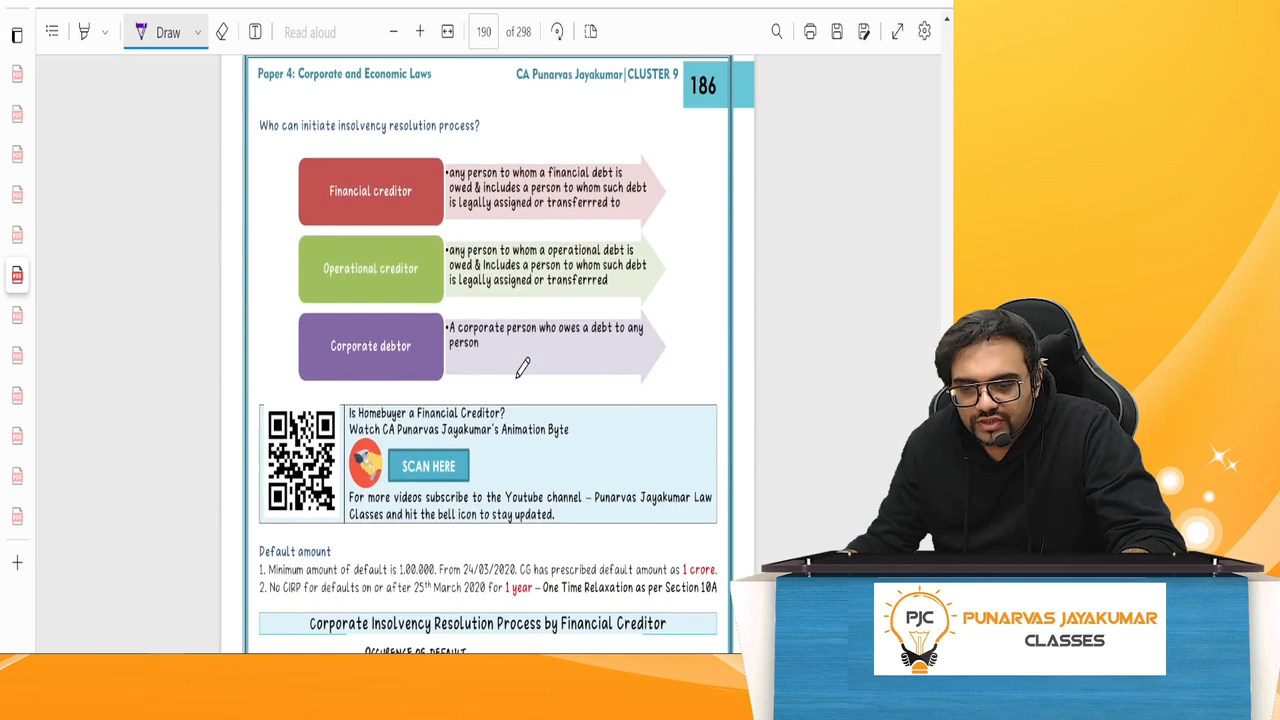 Draw
Read aloud
190
of 298
Paper 4: Corporate and Economic Laws
CA Punarvas Jayakumar|CLUSTER 9
186
Who can initiate insolvency resolution process?
Financial creditor
•any person to whom a financial debt is
owed & includes a person to whom such debt
is legally assigned or transferrred to
Operational creditor
•any person to whom a operational debt is
owed & Includes a person to whom such debt
is legally assigned or transferrred
Corporate debtor
•A corporate person who owes a debt to any
person
Is Homebuyer a Financial Creditor?
Watch CA Punarvas Jayakumar's Animation Byte
SCAN HERE
For more videos subscribe to the Youtube channel – Punarvas Jayakumar Law
Classes and hit the bell icon to stay updated.
Default amount
1. Minimum amount of default is 1,00,000. From 24/03/2020. CG has prescribed default amount as 1 crore.
2. No CIRP for defaults on or after 25th March 2020 for 1 year – One Time Relaxation as per Section 10A
Corporate Insolvency Resolution Process by Financial Creditor
OCCURENCE OF DEFAULT
PJC
PUNARVAS JAYAKUMAR
CLASSES